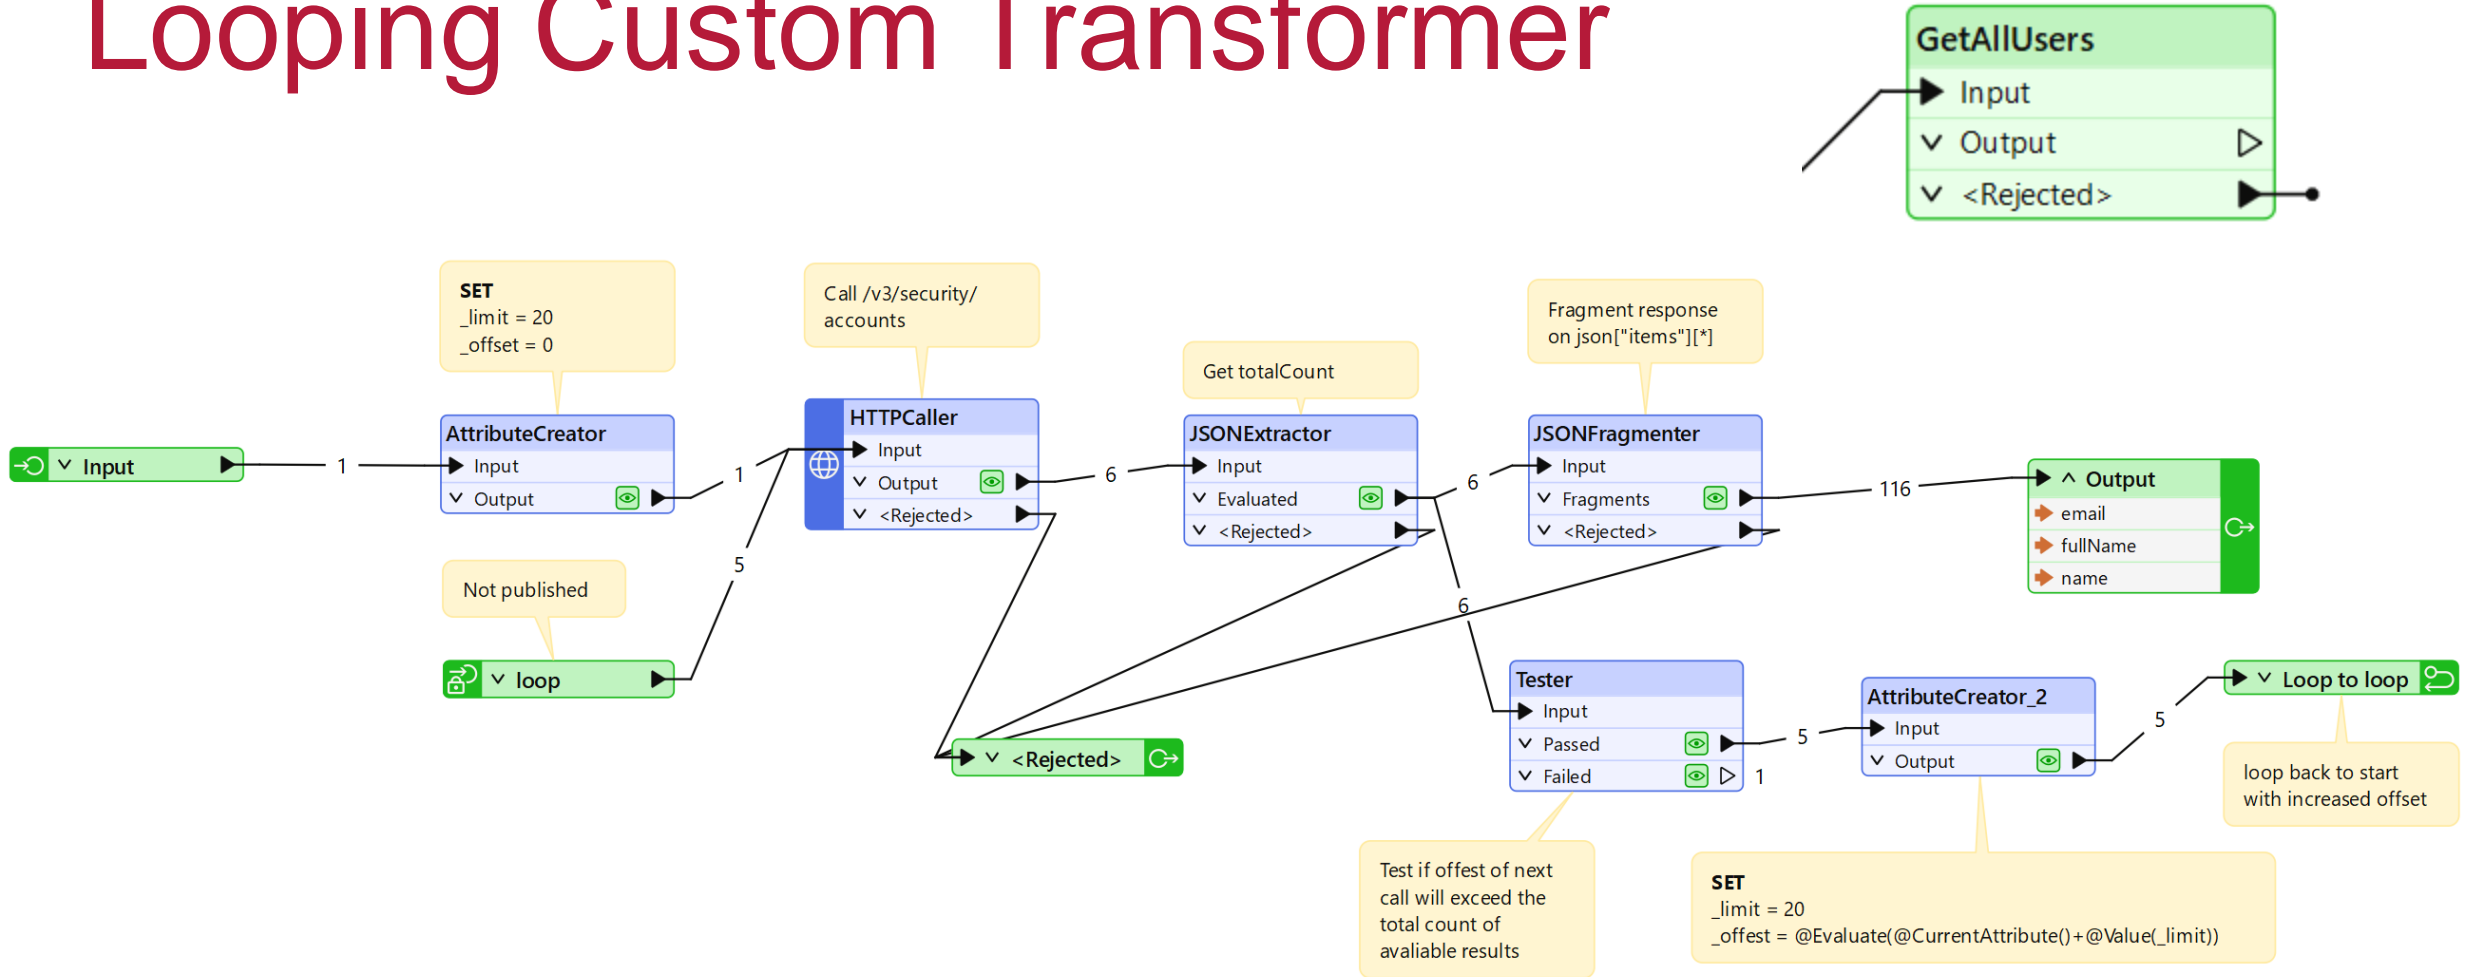 Looping Custom Transformer
GetAllUsers
Input
Output
<Rejected>
SET
_limit = 20
_offset = 0
Call /v3/security/
accounts
Get totalCount
Fragment response
on json["items"][*]
Input
1
AttributeCreator
Input
Output
1
Not published
loop
5
HTTPCaller
Input
Output
<Rejected>
6
JSONExtractor
Input
Evaluated
<Rejected>
6
6
JSONFragmenter
Input
Fragments
<Rejected>
116
Output
email
fullName
name
<Rejected>
Tester
Input
Passed
Failed
5
1
AttributeCreator_2
Input
Output
5
Loop to loop
loop back to start
with increased offset
Test if offest of next
call will exceed the
total count of
avaliable results
SET
_limit = 20
_offest = @Evaluate(@CurrentAttribute()+@Value(_limit))